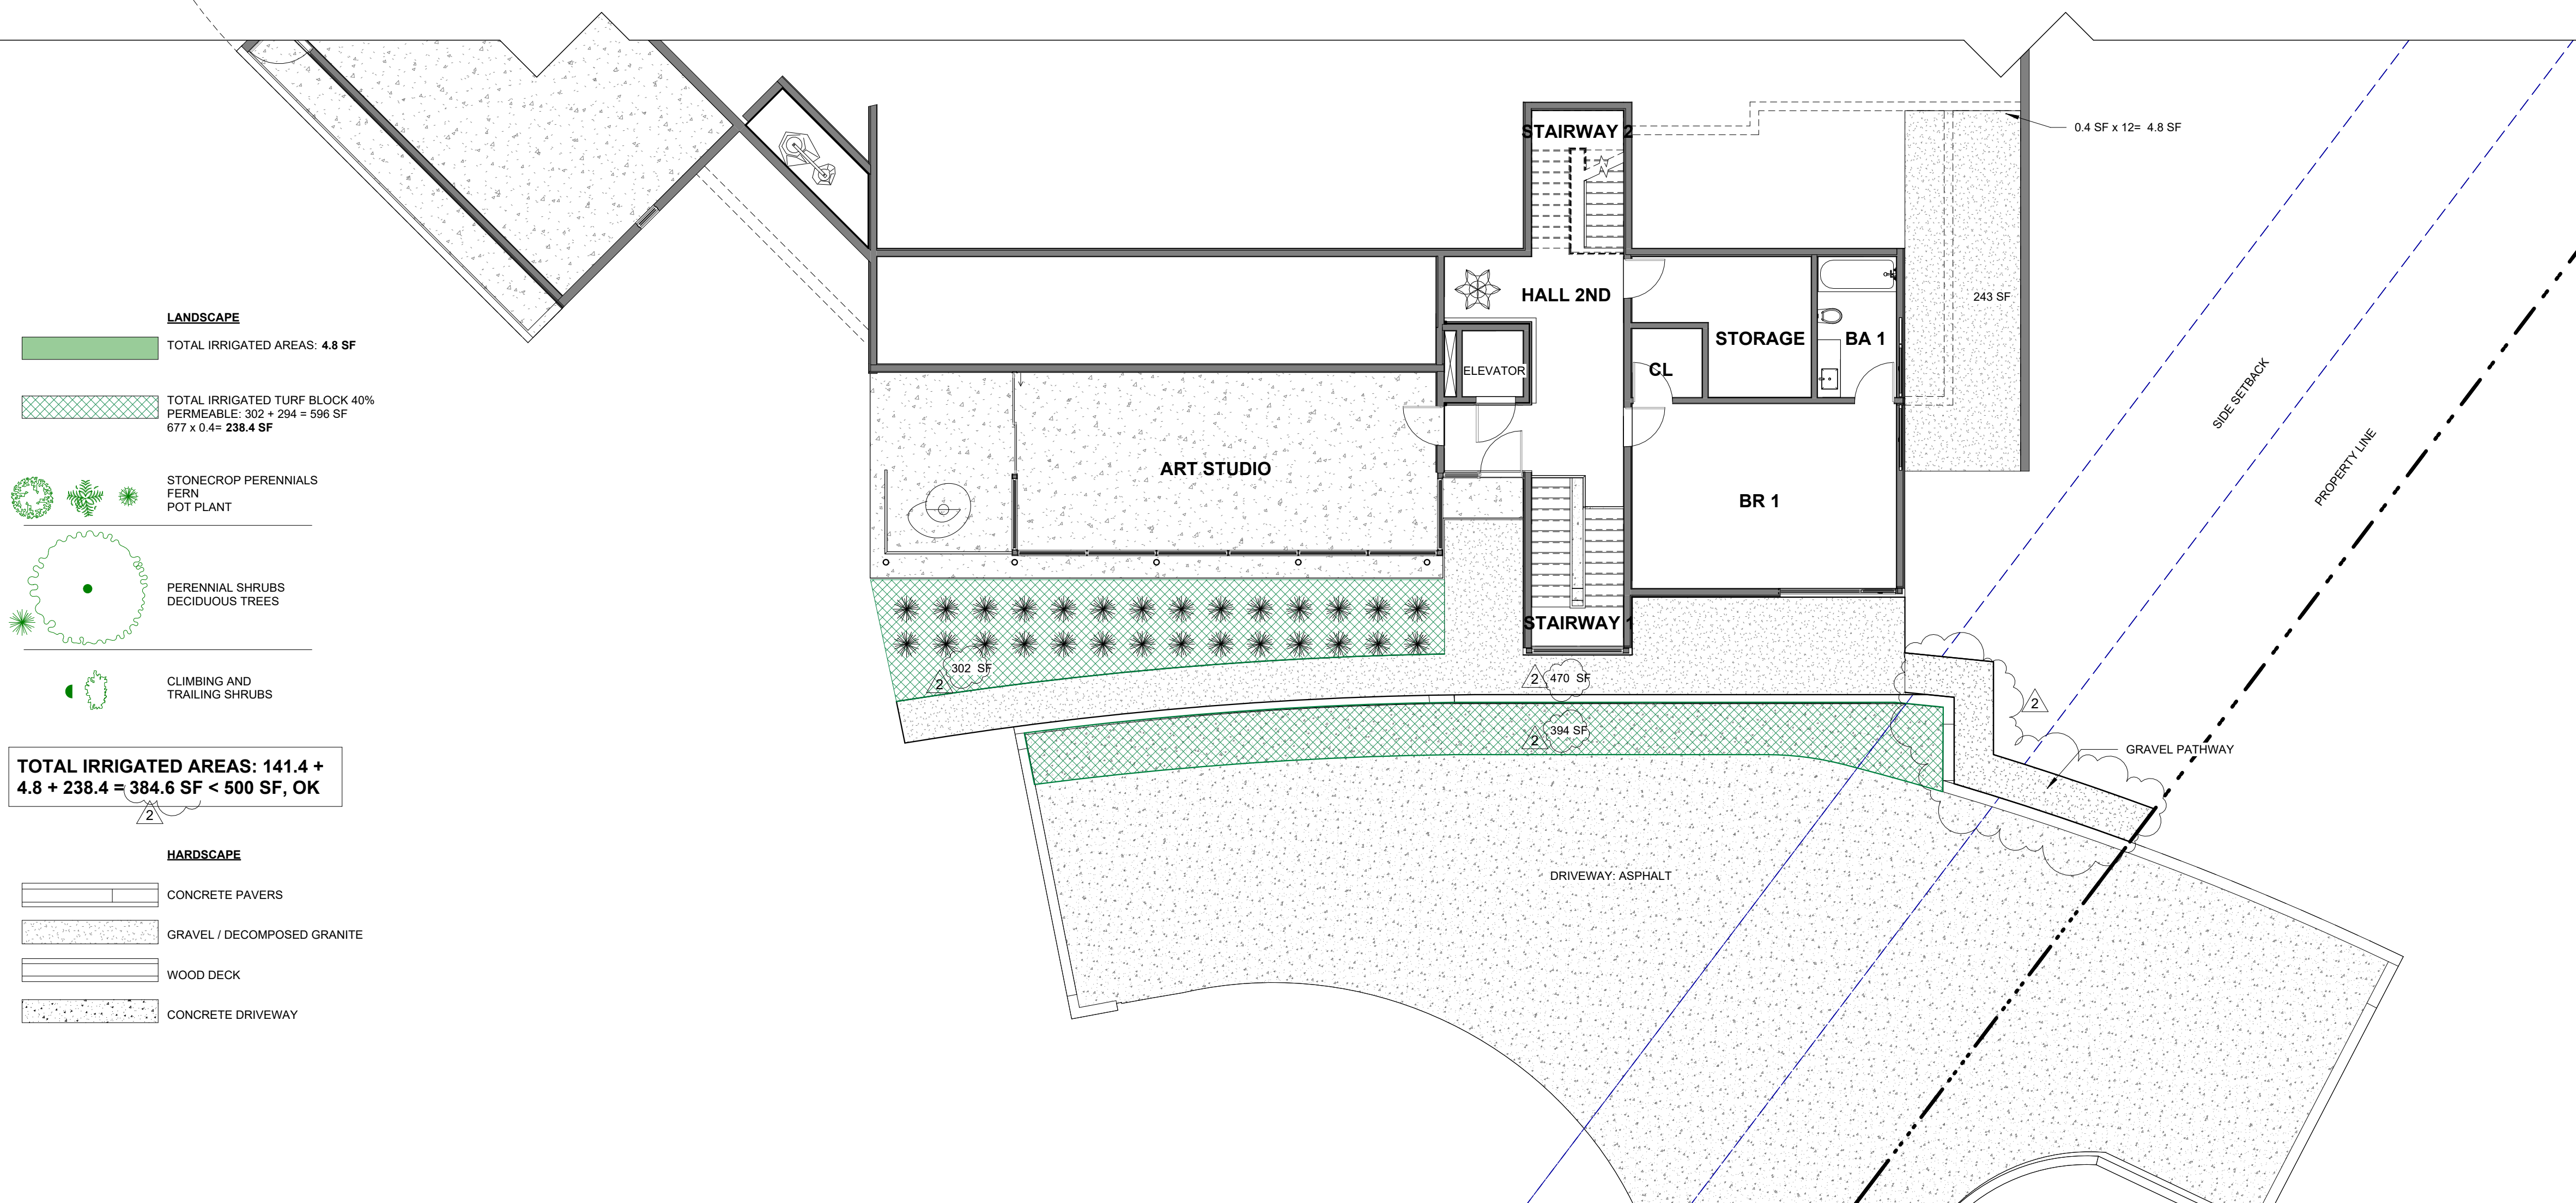 STAIRWAY 2
0.4 SF x 12= 4.8 SF
HALL 2ND
243 SF
STORAGE
BA 1
ELEVATOR
CL
SIDE SETBACK
PROPERTY LINE
ART STUDIO
BR 1
STAIRWAY 1
302 SF
2
2
470 SF
2
394 SF
2
GRAVEL PATHWAY
DRIVEWAY: ASPHALT
LANDSCAPE
TOTAL IRRIGATED AREAS: 4.8 SF
TOTAL IRRIGATED TURF BLOCK 40%
PERMEABLE: 302 + 294 = 596 SF
677 x 0.4= 238.4 SF
STONECROP PERENNIALS
FERN
POT PLANT
PERENNIAL SHRUBS
DECIDUOUS TREES
CLIMBING AND
TRAILING SHRUBS
TOTAL IRRIGATED AREAS: 141.4 +
4.8 + 238.4 = 384.6 SF < 500 SF, OK
2
HARDSCAPE
CONCRETE PAVERS
GRAVEL / DECOMPOSED GRANITE
WOOD DECK
CONCRETE DRIVEWAY